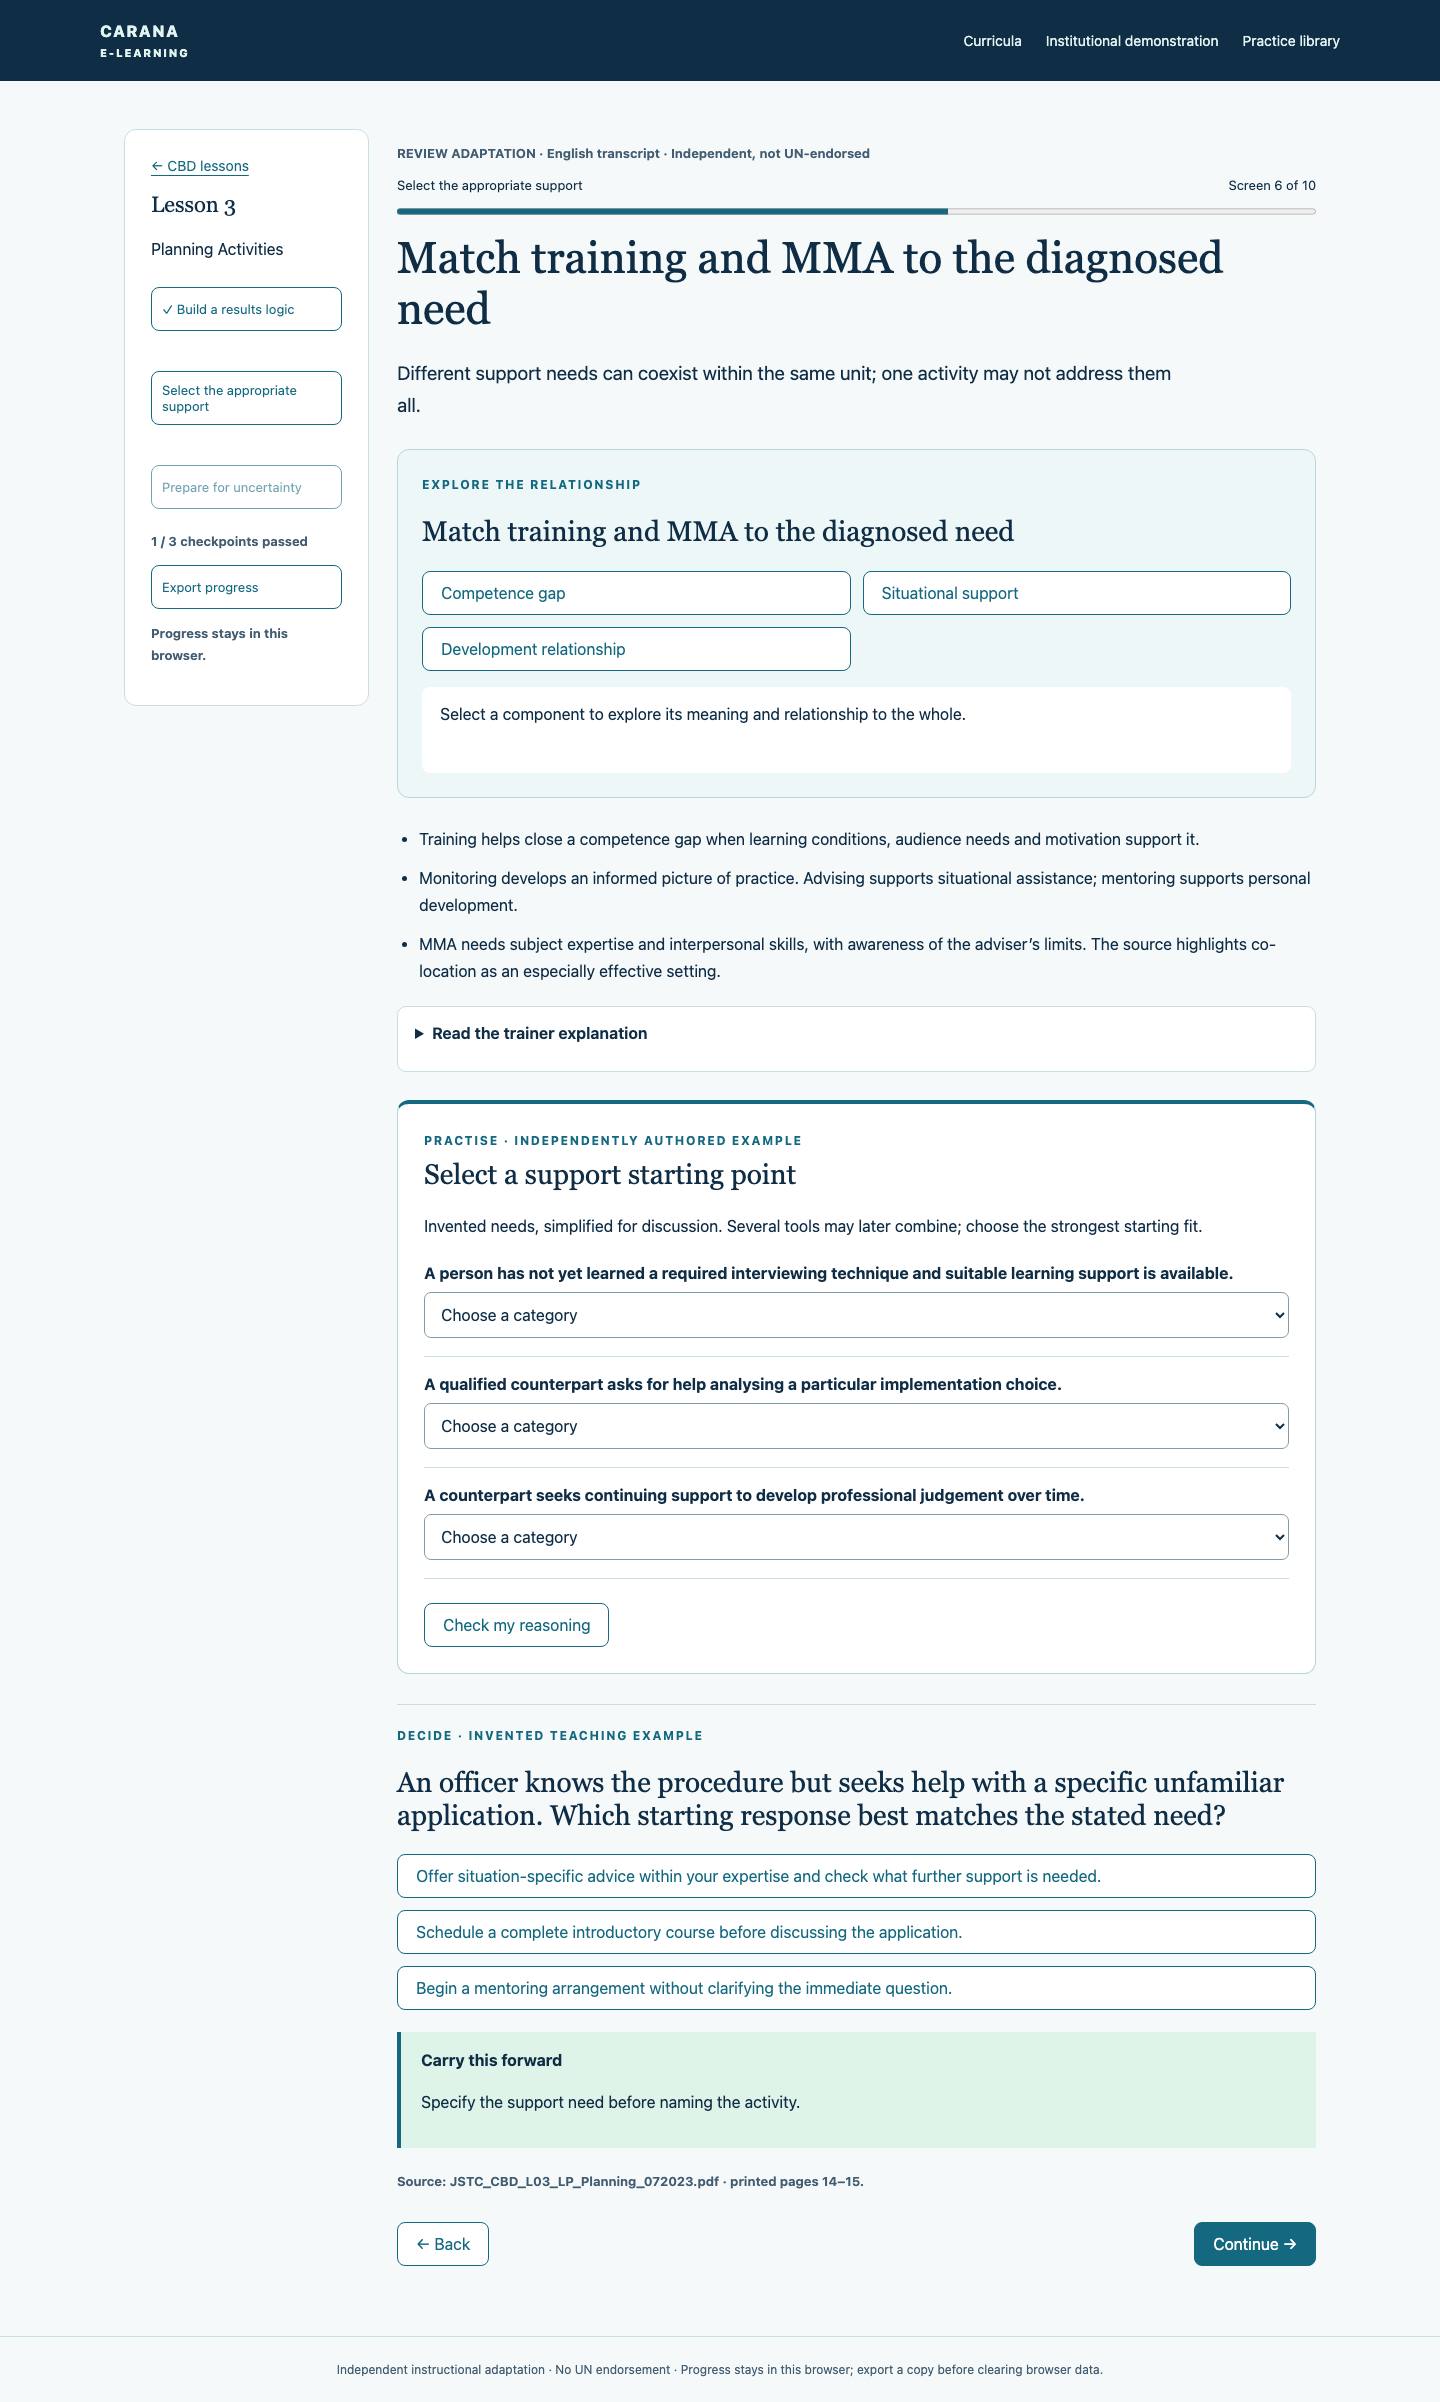 CARANA
E-LEARNING
Curricula
Institutional demonstration
Practice library
← CBD lessons
Lesson 3
Planning Activities
✓ Build a results logic
Select the appropriate
support
Prepare for uncertainty
1 / 3 checkpoints passed
Export progress
Progress stays in this
browser.
REVIEW ADAPTATION · English transcript · Independent, not UN-endorsed
Select the appropriate support
Screen 6 of 10
Match training and MMA to the diagnosed
need
Different support needs can coexist within the same unit; one activity may not address them
all.
EXPLORE THE RELATIONSHIP
Match training and MMA to the diagnosed need
Competence gap
Situational support
Development relationship
Select a component to explore its meaning and relationship to the whole.
• Training helps close a competence gap when learning conditions, audience needs and motivation support it.
• Monitoring develops an informed picture of practice. Advising supports situational assistance; mentoring supports personal
development.
• MMA needs subject expertise and interpersonal skills, with awareness of the adviser’s limits. The source highlights co-
location as an especially effective setting.
▶ Read the trainer explanation
PRACTISE · INDEPENDENTLY AUTHORED EXAMPLE
Select a support starting point
Invented needs, simplified for discussion. Several tools may later combine; choose the strongest starting fit.
A person has not yet learned a required interviewing technique and suitable learning support is available.
Choose a category
A qualified counterpart asks for help analysing a particular implementation choice.
Choose a category
A counterpart seeks continuing support to develop professional judgement over time.
Choose a category
Check my reasoning
DECIDE · INVENTED TEACHING EXAMPLE
An officer knows the procedure but seeks help with a specific unfamiliar
application. Which starting response best matches the stated need?
Offer situation-specific advice within your expertise and check what further support is needed.
Schedule a complete introductory course before discussing the application.
Begin a mentoring arrangement without clarifying the immediate question.
Carry this forward
Specify the support need before naming the activity.
Source: JSTC_CBD_L03_LP_Planning_072023.pdf · printed pages 14–15.
← Back
Continue →
Independent instructional adaptation · No UN endorsement · Progress stays in this browser; export a copy before clearing browser data.